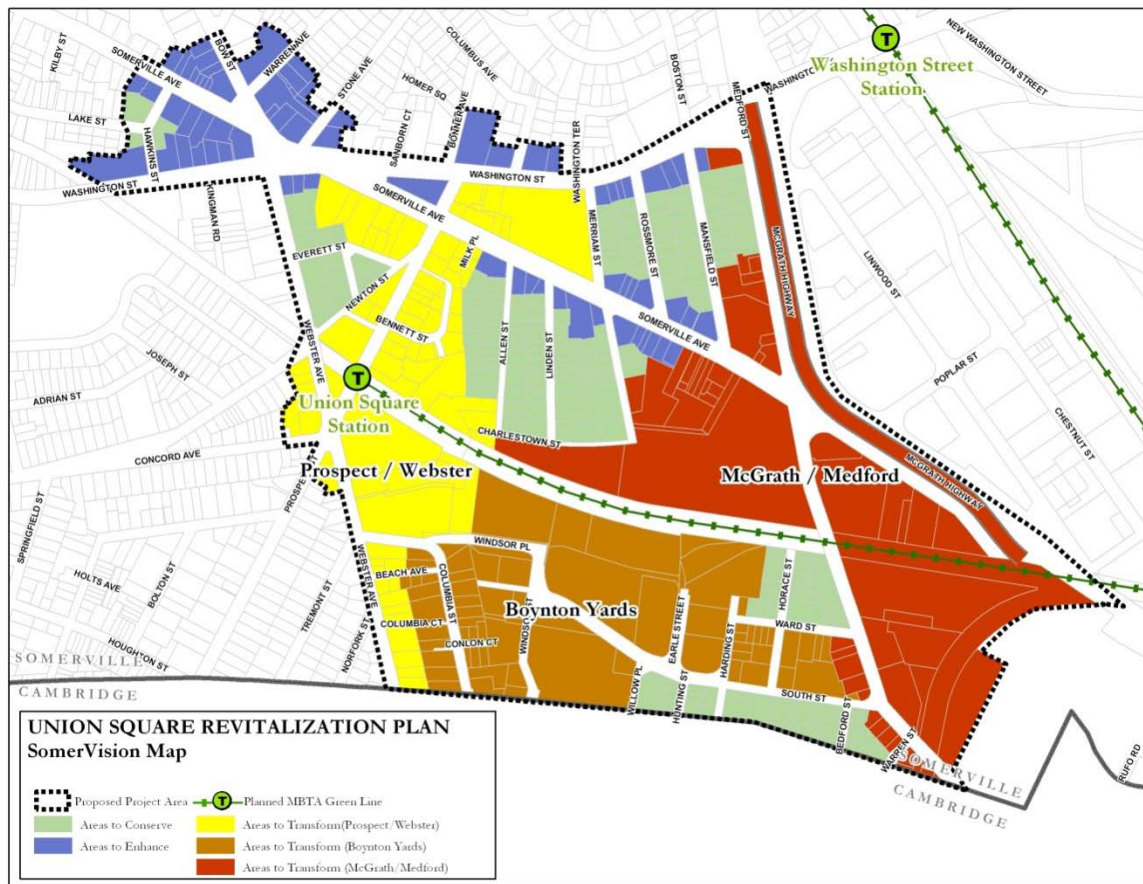 KILBY ST
SOMERVILLE AVE
BOW ST
WARREN AVE
STONE AVE
COLUMBUS AVE
HOMER SQ
BOSTON ST
MEDFORD ST
WASHINGTO
NEW WASHINGTON STREET
Washington Street
Station
LAKE ST
HAWKINS ST
SANBORN CT
BONNER AVE
WASHINGTON TER
WASHINGTON ST
WASHINGTON ST
KINGMAN RD
SOMERVILLE AVE
MILK PL
MERRIAM ST
ROSSMORE ST
MANSFIELD ST
MCGRATH HIGHWAY
LINWOOD ST
EVERETT ST
NEWTON ST
BENNETT ST
ALLEN ST
LINDEN ST
SOMERVILLE AVE
POPLAR ST
CHESTNUT ST
JOSEPH ST
WEBSTER AVE
ADRIAN ST
Union Square
Station
CHARLESTOWN ST
CONCORD AVE
Prospect / Webster
McGrath / Medford
MCGRATH HIGHWAY
SPRINGFIELD ST
PROSPECT ST
WINDSOR PL
HOLTS AVE
BOLTON ST
TREMONT ST
WEBSTER AVE
BEACH AVE
COLUMBIA ST
WINDSOR ST
Boynton Yards
EARLE STREET
HORACE ST
WARD ST
HARDING ST
COLUMBIA CT
CONLON CT
HOUGHTON ST
NORFORK ST
WILLOW PL
HUNTING ST
SOUTH ST
BEDFORD ST
WARREN ST
SOMERVILLE
CAMBRIDGE
SOMERVILLE
CAMBRIDGE
RUFO RD
UNION SQUARE REVITALIZATION PLAN
SomerVision Map
Proposed Project Area
T Planned MBTA Green Line
Areas to Conserve
Areas to Transform(Prospect/Webster)
Areas to Enhance
Areas to Transform (Boynton Yards)
Areas to Transform (McGrath/Medford)